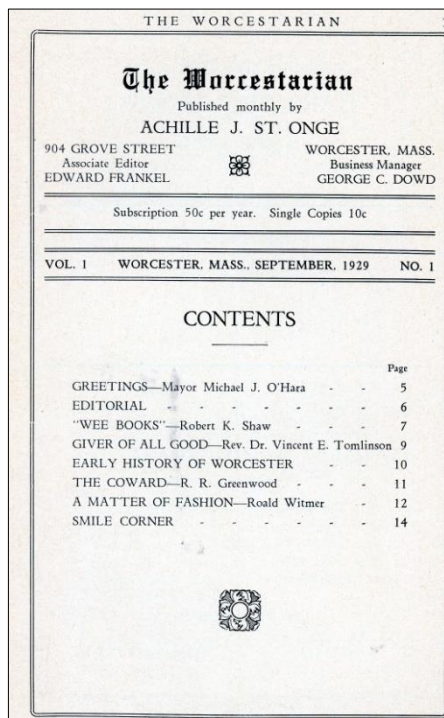 THE WORCESTARIAN
The Worcestarian
Published monthly by
ACHILLE J. ST. ONGE
904 GROVE STREET
Associate Editor
EDWARD FRANKEL
WORCESTER, MASS.
Business Manager
GEORGE C. DOWD
Subscription 50c per year. Single Copies 10c
VOL. 1 WORCESTER, MASS., SEPTEMBER, 1929 NO. 1
CONTENTS
Page
GREETINGS—Mayor Michael J. O'Hara - - 5
EDITORIAL - - - - - - 6
"WEE BOOKS"—Robert K. Shaw - - - 7
GIVER OF ALL GOOD—Rev. Dr. Vincent E. Tomlinson 9
EARLY HISTORY OF WORCESTER - - 10
THE COWARD—R. R. Greenwood - - - 11
A MATTER OF FASHION—Roald Witmer - 12
SMILE CORNER - - - - - - 14